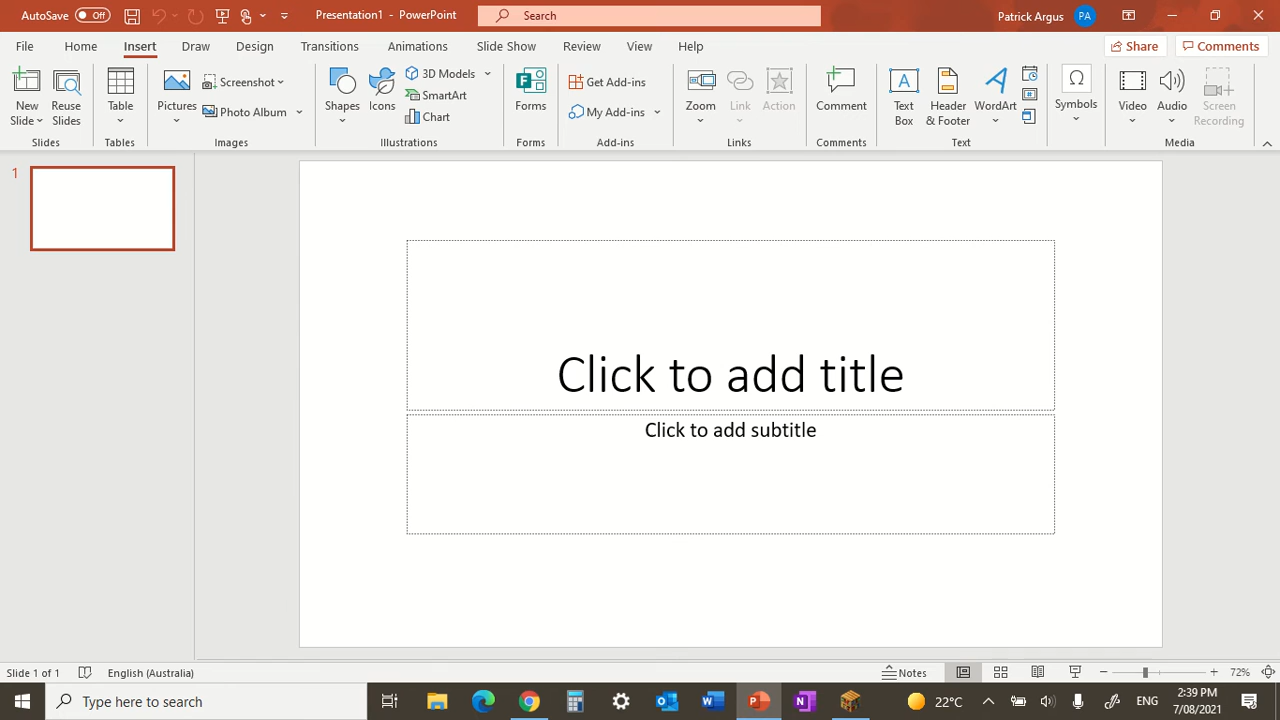 AutoSave Off Presentation1 - PowerPoint Search Patrick Argus PA
File Home Insert Draw Design Transitions Animations Slide Show Review View Help Share Comments
New Slide Reuse Slides Table Pictures Screenshot Photo Album Shapes Icons 3D Models SmartArt Chart Forms Get Add-ins My Add-ins Zoom Link Action Comment Text Box Header & Footer WordArt Symbols Video Audio Screen Recording
Slides Tables Images Illustrations Forms Add-ins Links Comments Text Media
1
Click to add title
Click to add subtitle
Slide 1 of 1 English (Australia) Notes 72%
Type here to search 22°C ENG 2:39 PM
7/08/2021